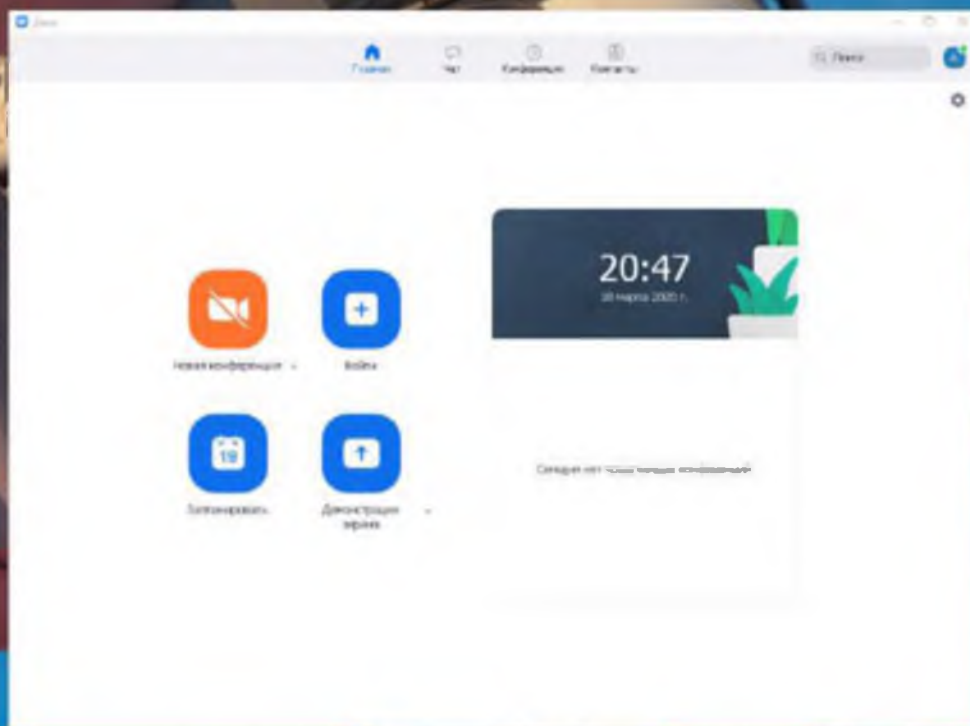 Zoom
Главная
Чат
Конференции
Контакты
Поиск
20:47
18 марта 2020 г.
Новая конференция
Войти
19
Запланировать
Демонстрация
экрана
Сегодня нет